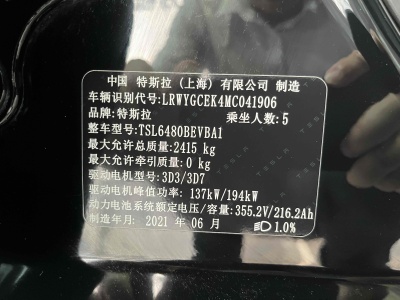 中国 特斯拉（上海）有限公司 制造
车辆识别代号: LRWYGCEK4MC041906
品牌: 特斯拉 乘坐人数: 5
整车型号: TSL6480BEVBA1
最大允许总质量: 2415 kg
最大允许牵引质量: 0 kg
驱动电机型号: 3D3/3D7
驱动电机峰值功率: 137kW/194kW
动力电池系统额定电压/容量: 355.2V/216.2Ah
制造年月: 2021 年 06 月 1.0%